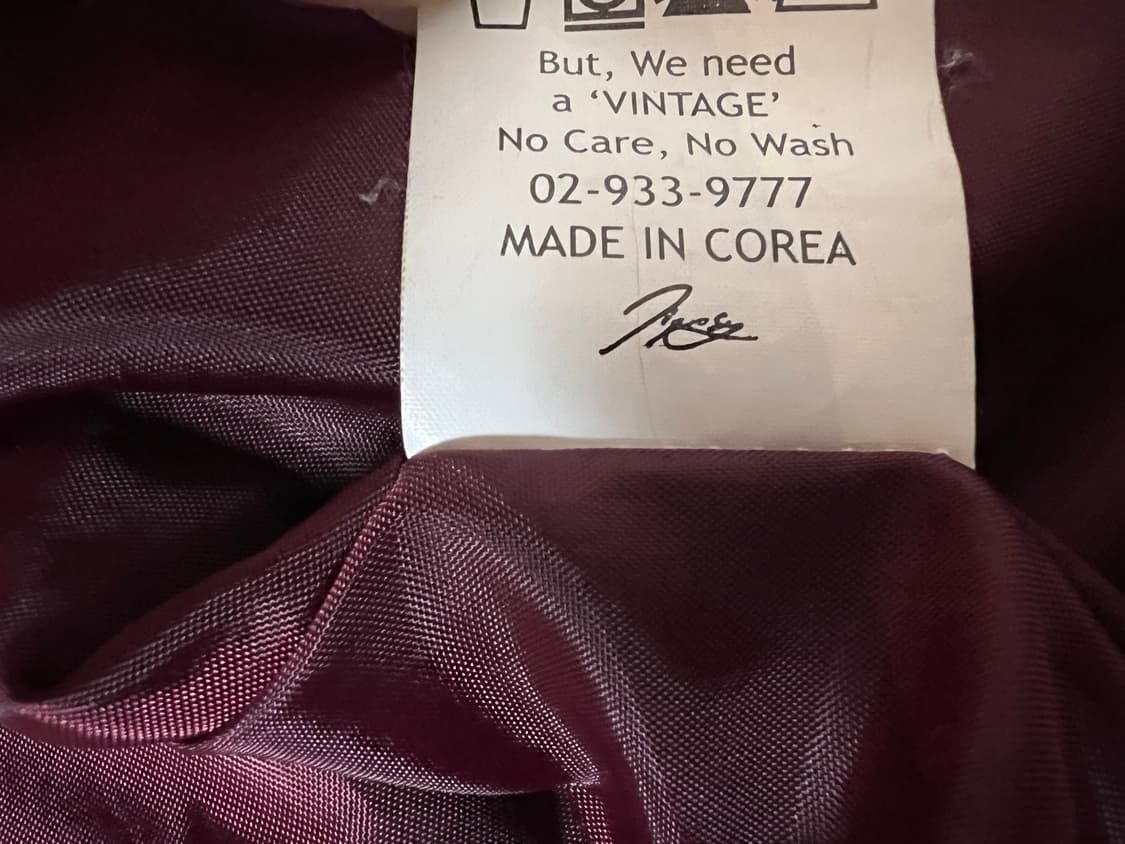 But, We need
a ‘VINTAGE’
No Care, No Wash
02-933-9777
MADE IN COREA